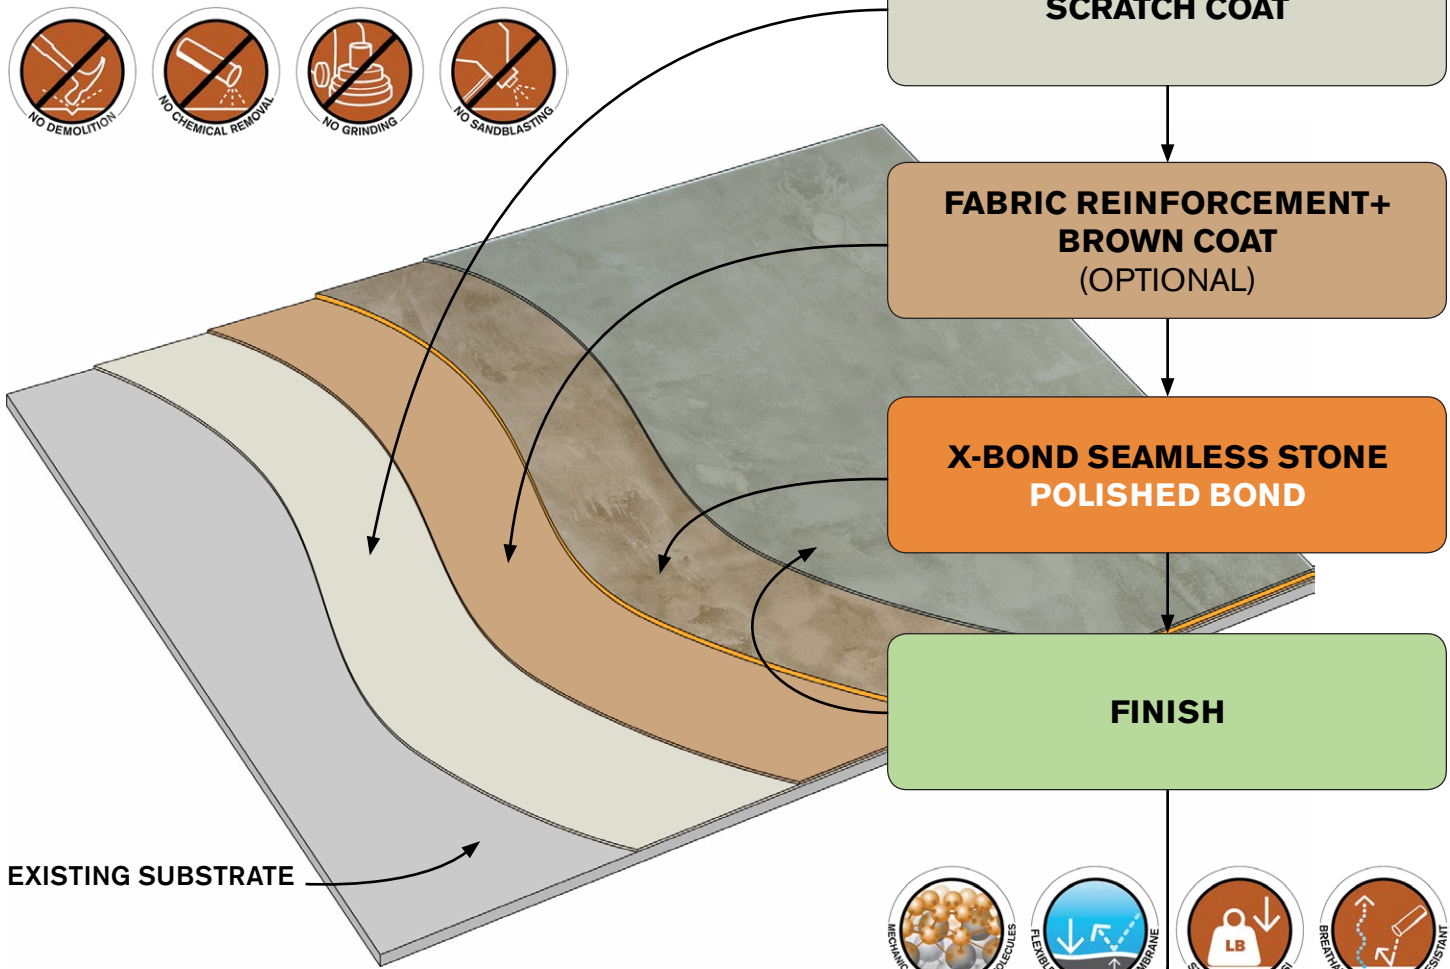 SCRATCH COAT
NO DEMOLITION
NO CHEMICAL REMOVAL
NO GRINDING
NO SANDBLASTING
FABRIC REINFORCEMENT+
BROWN COAT
(OPTIONAL)
X-BOND SEAMLESS STONE
POLISHED BOND
FINISH
EXISTING SUBSTRATE
LB